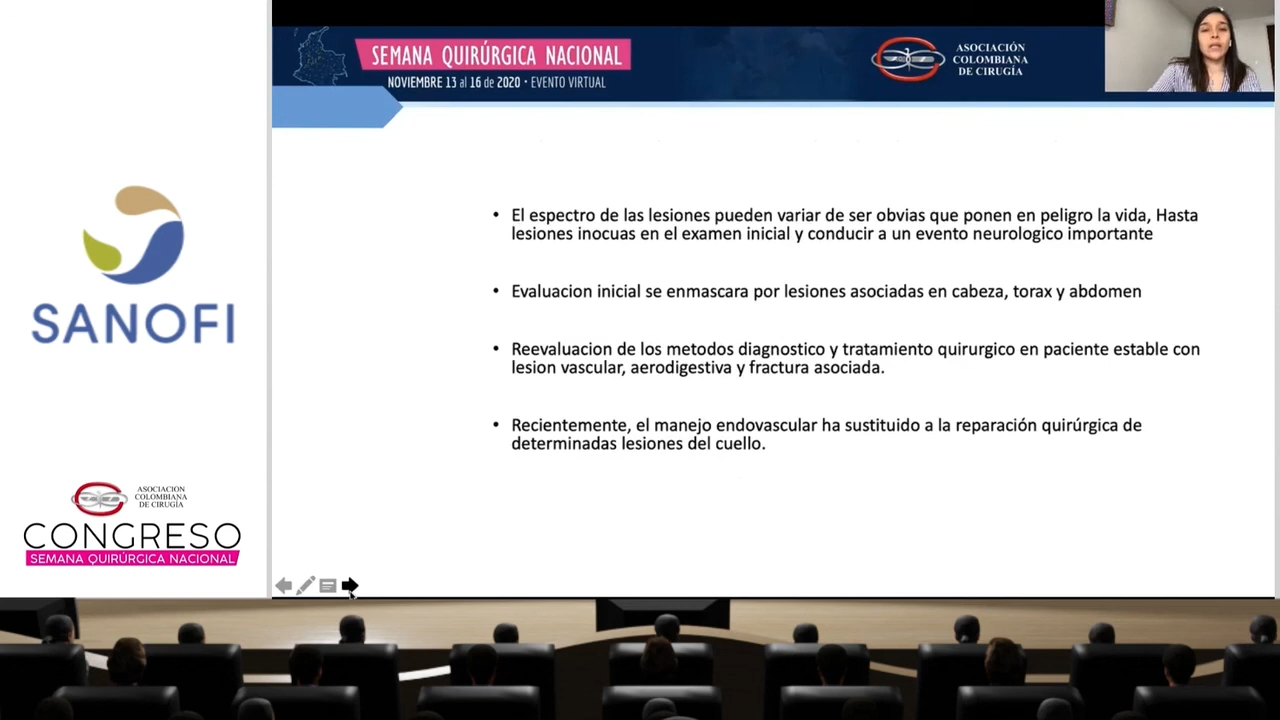 SEMANA QUIRÚRGICA NACIONAL
NOVIEMBRE 13 al 16 de 2020 • EVENTO VIRTUAL
ASOCIACIÓN
COLOMBIANA
DE CIRUGÍA
• El espectro de las lesiones pueden variar de ser obvias que ponen en peligro la vida, Hasta
lesiones inocuas en el examen inicial y conducir a un evento neurologico importante
• Evaluacion inicial se enmascara por lesiones asociadas en cabeza, torax y abdomen
• Reevaluacion de los metodos diagnostico y tratamiento quirurgico en paciente estable con
lesion vascular, aerodigestiva y fractura asociada.
• Recientemente, el manejo endovascular ha sustituido a la reparación quirúrgica de
determinadas lesiones del cuello.
SANOFI
ASOCIACIÓN
COLOMBIANA
DE CIRUGÍA
CONGRESO
SEMANA QUIRÚRGICA NACIONAL